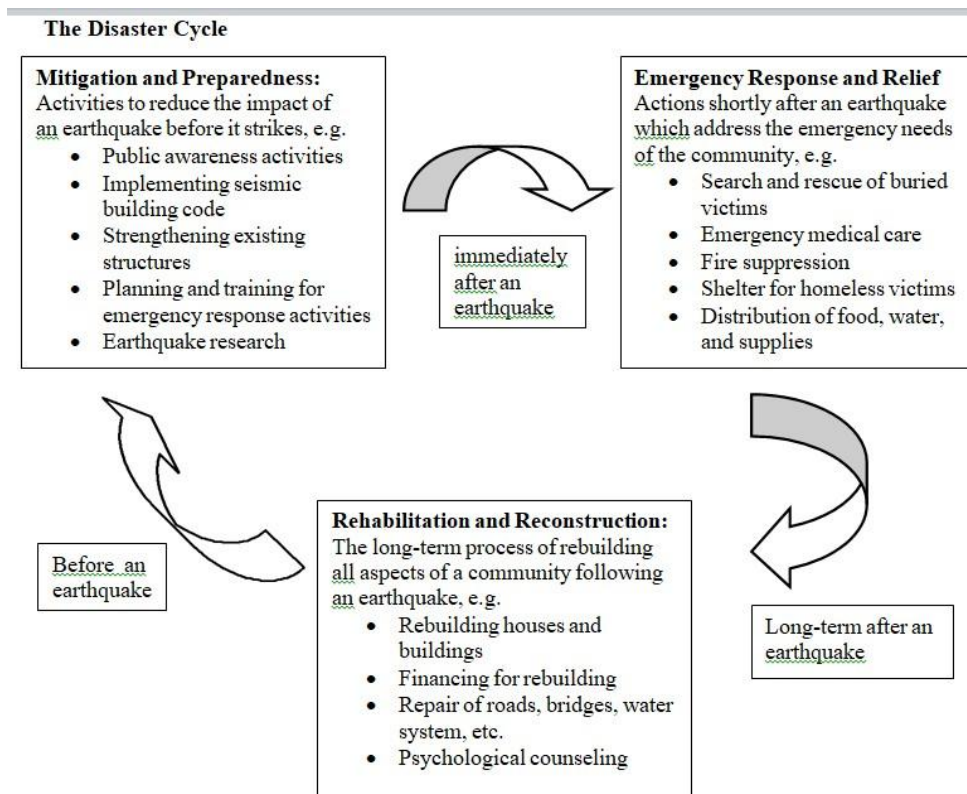 The Disaster Cycle
Mitigation and Preparedness:
Activities to reduce the impact of
an earthquake before it strikes, e.g.
• Public awareness activities
• Implementing seismic
building code
• Strengthening existing
structures
• Planning and training for
emergency response activities
• Earthquake research
immediately
after an
earthquake
Emergency Response and Relief
Actions shortly after an earthquake
which address the emergency needs
of the community, e.g.
• Search and rescue of buried
victims
• Emergency medical care
• Fire suppression
• Shelter for homeless victims
• Distribution of food, water,
and supplies
Before an
earthquake
Rehabilitation and Reconstruction:
The long-term process of rebuilding
all aspects of a community following
an earthquake, e.g.
• Rebuilding houses and
buildings
• Financing for rebuilding
• Repair of roads, bridges, water
system, etc.
• Psychological counseling
Long-term after an
earthquake